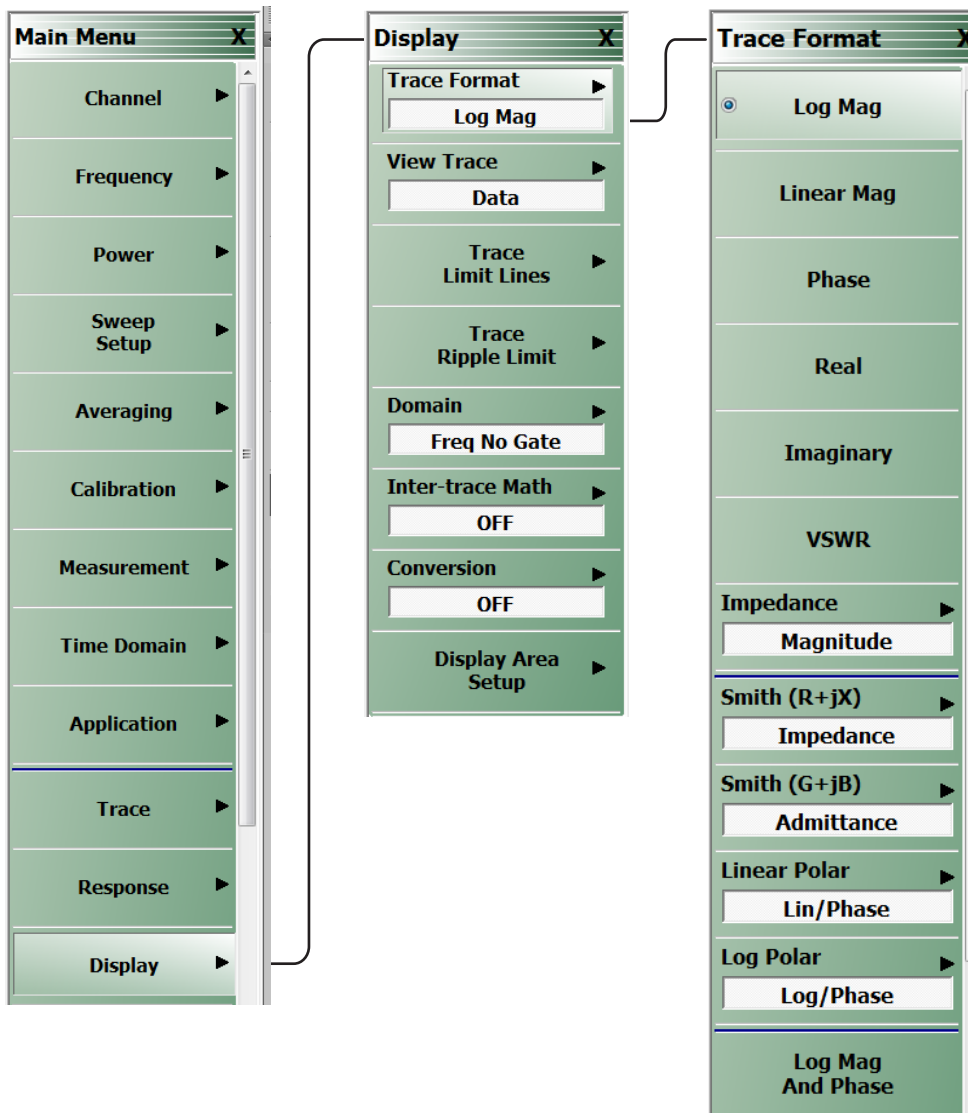 Main Menu X
Channel
Frequency
Power
Sweep
Setup
Averaging
Calibration
Measurement
Time Domain
Application
Trace
Response
Display
Display X
Trace Format
Log Mag
View Trace
Data
Trace
Limit Lines
Trace
Ripple Limit
Domain
Freq No Gate
Inter-trace Math
OFF
Conversion
OFF
Display Area
Setup
Trace Format X
Log Mag
Linear Mag
Phase
Real
Imaginary
VSWR
Impedance
Magnitude
Smith (R+jX)
Impedance
Smith (G+jB)
Admittance
Linear Polar
Lin/Phase
Log Polar
Log/Phase
Log Mag
And Phase